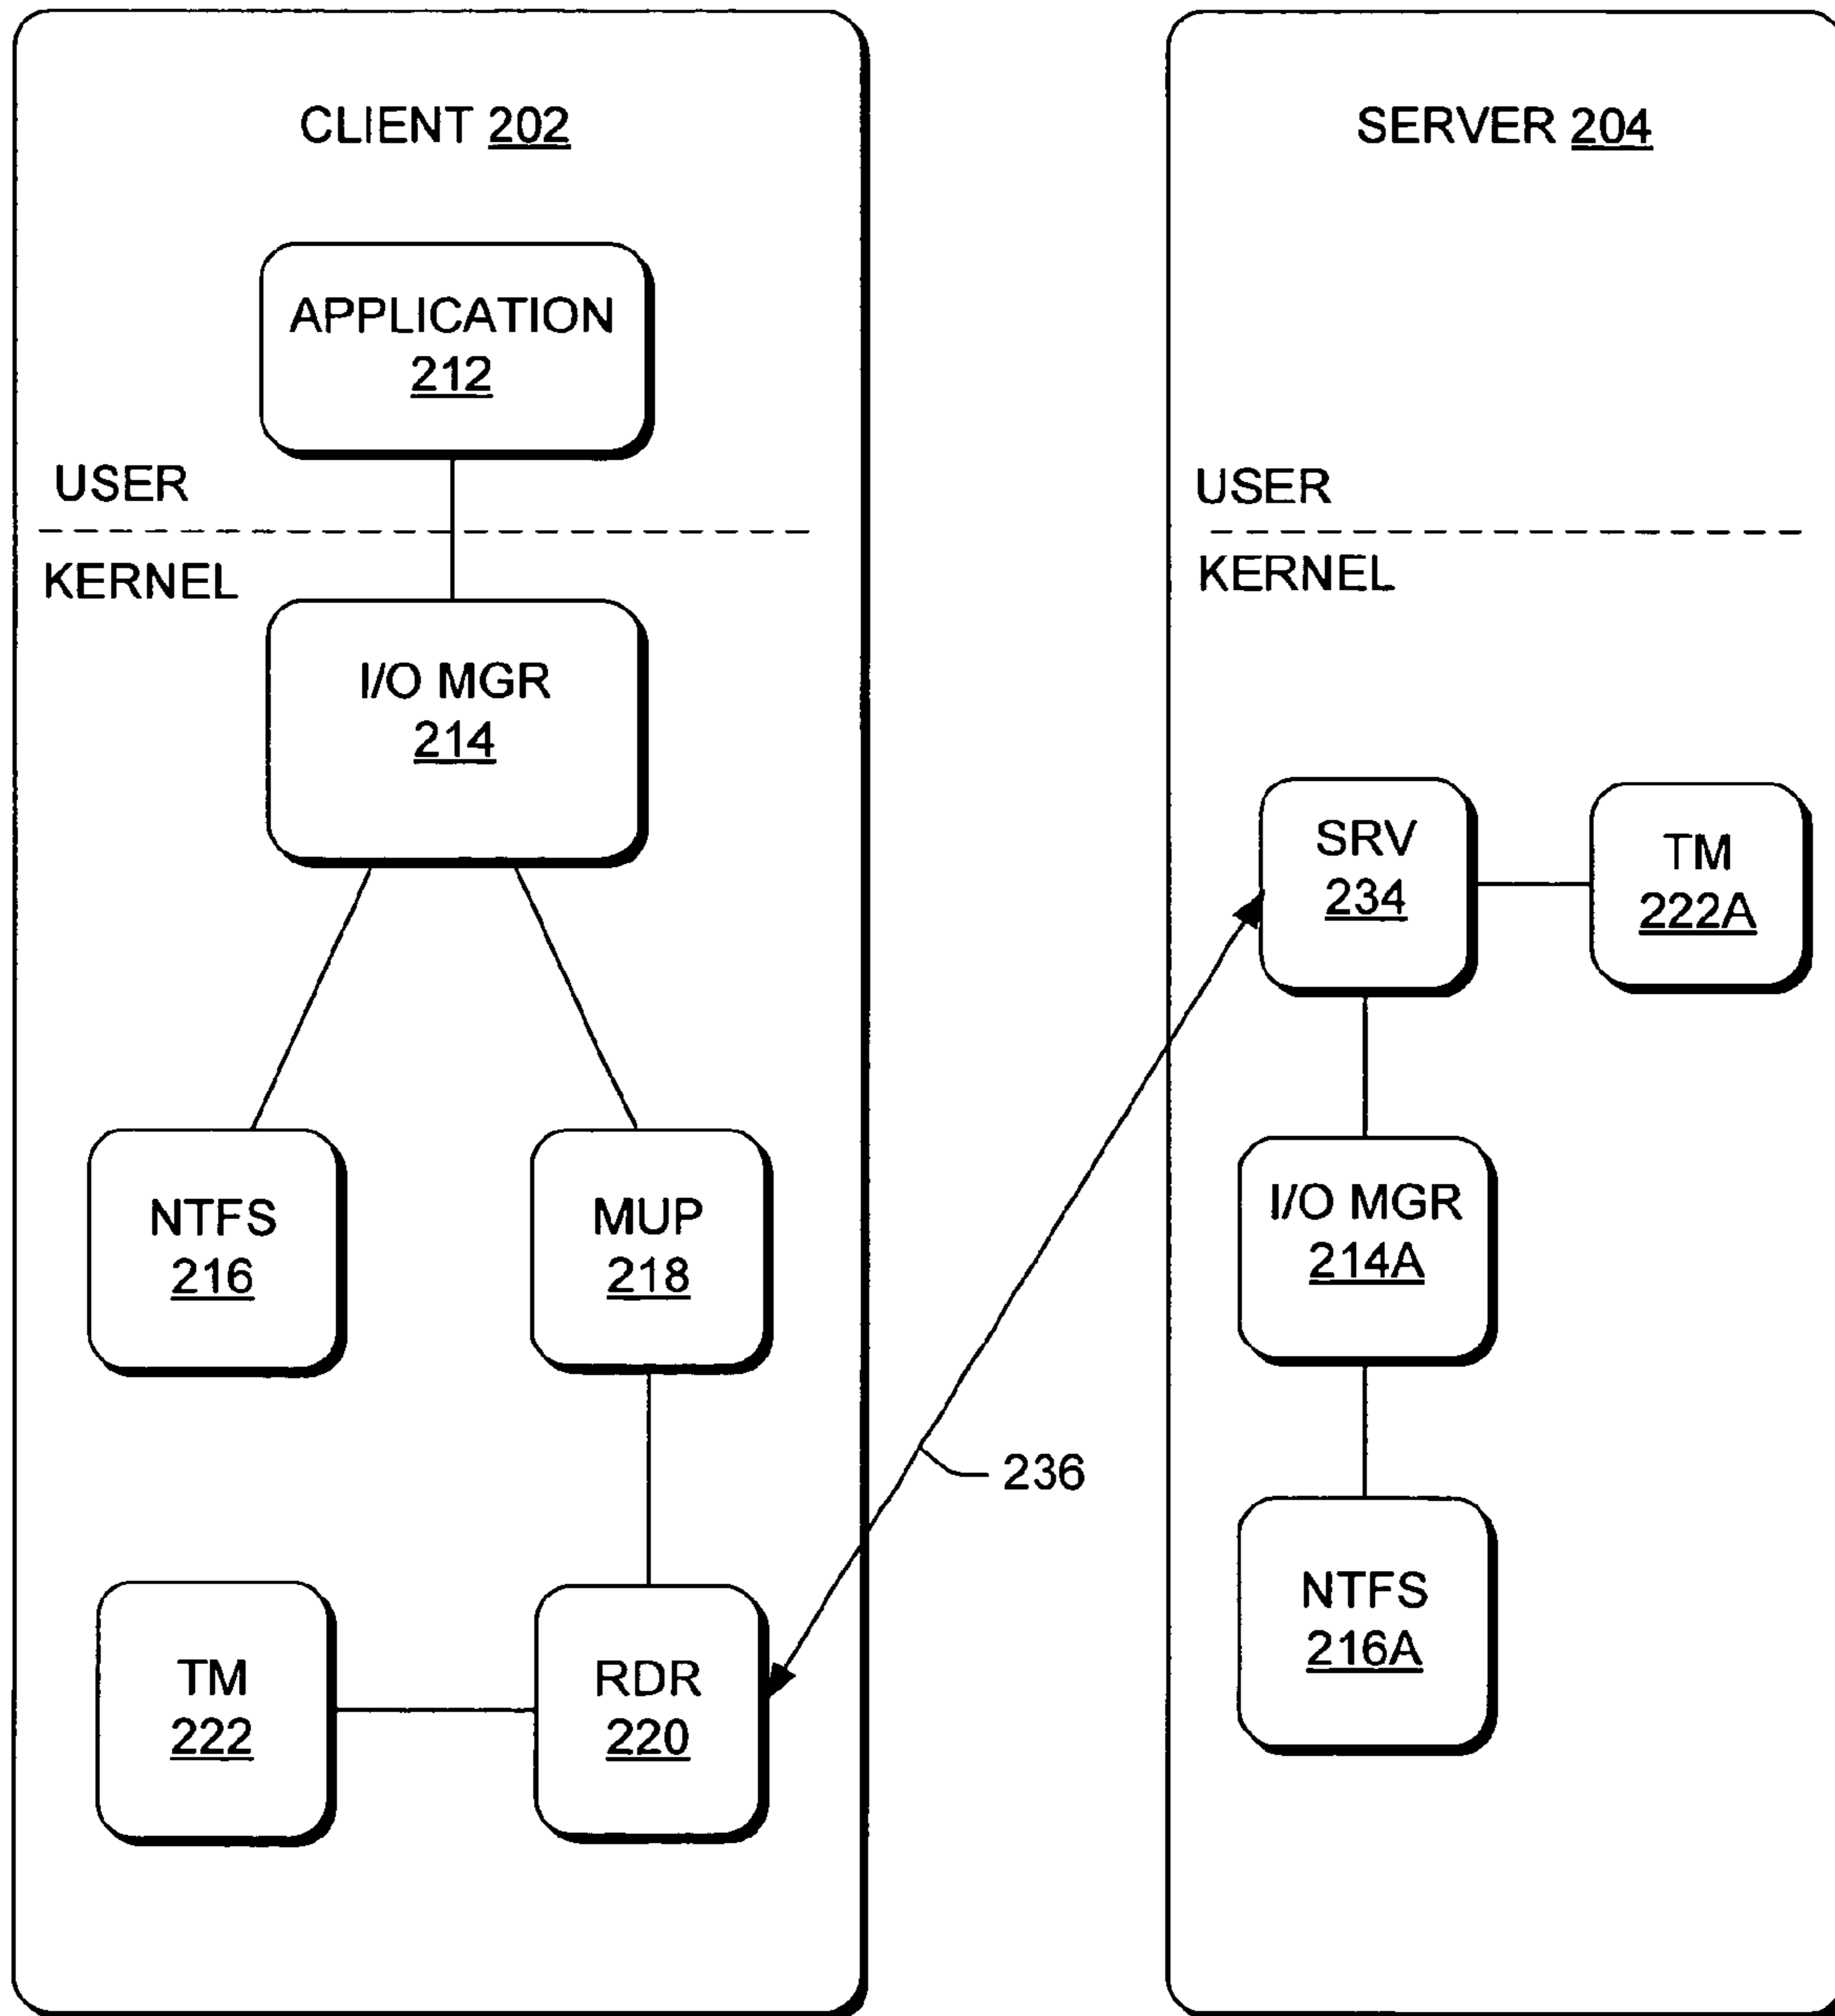 CLIENT 202
APPLICATION
212
USER
KERNEL
I/O MGR
214
NTFS
216
MUP
218
TM
222
RDR
220
236
SERVER 204
USER
KERNEL
SRV
234
TM
222A
I/O MGR
214A
NTFS
216A